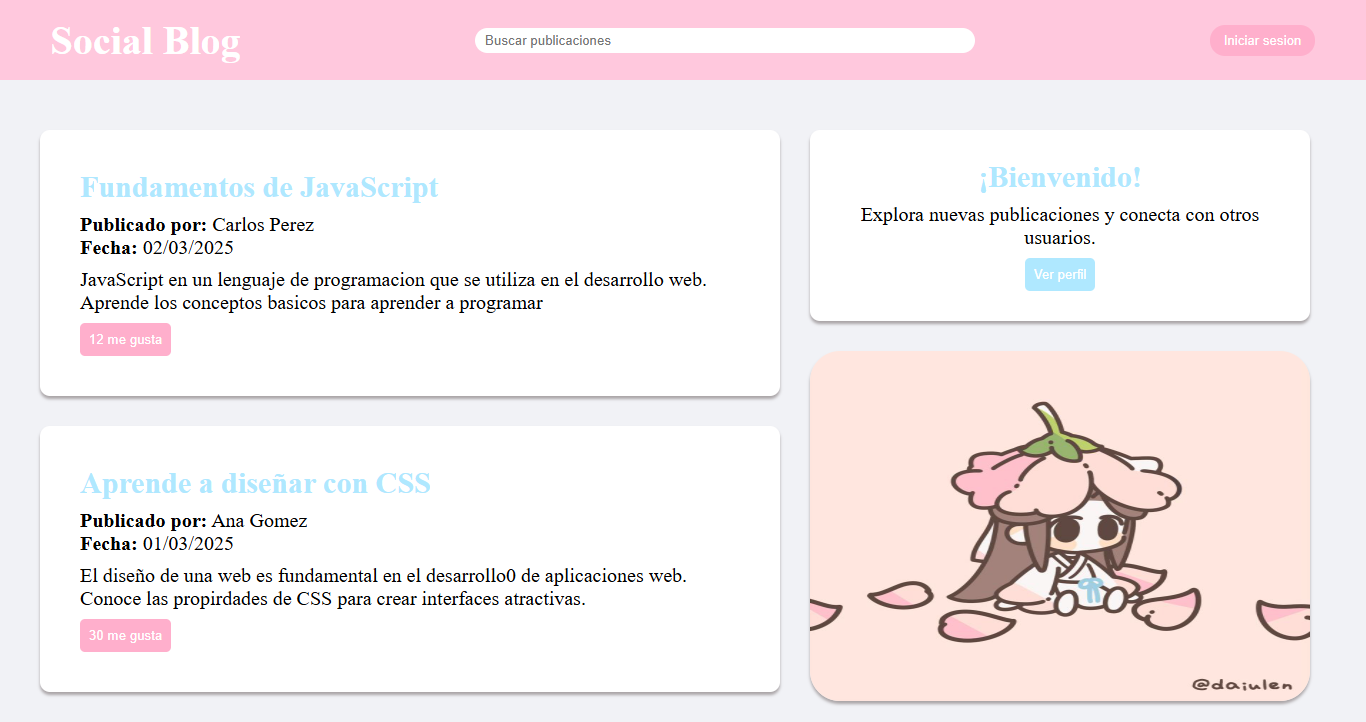 Social Blog
Buscar publicaciones
Iniciar sesion
Fundamentos de JavaScript
Publicado por: Carlos Perez
Fecha: 02/03/2025
JavaScript en un lenguaje de programacion que se utiliza en el desarrollo web.
Aprende los conceptos basicos para aprender a programar
12 me gusta
Aprende a diseñar con CSS
Publicado por: Ana Gomez
Fecha: 01/03/2025
El diseño de una web es fundamental en el desarrollo0 de aplicaciones web.
Conoce las propirdades de CSS para crear interfaces atractivas.
30 me gusta
¡Bienvenido!
Explora nuevas publicaciones y conecta con otros
usuarios.
Ver perfil
@daiulen